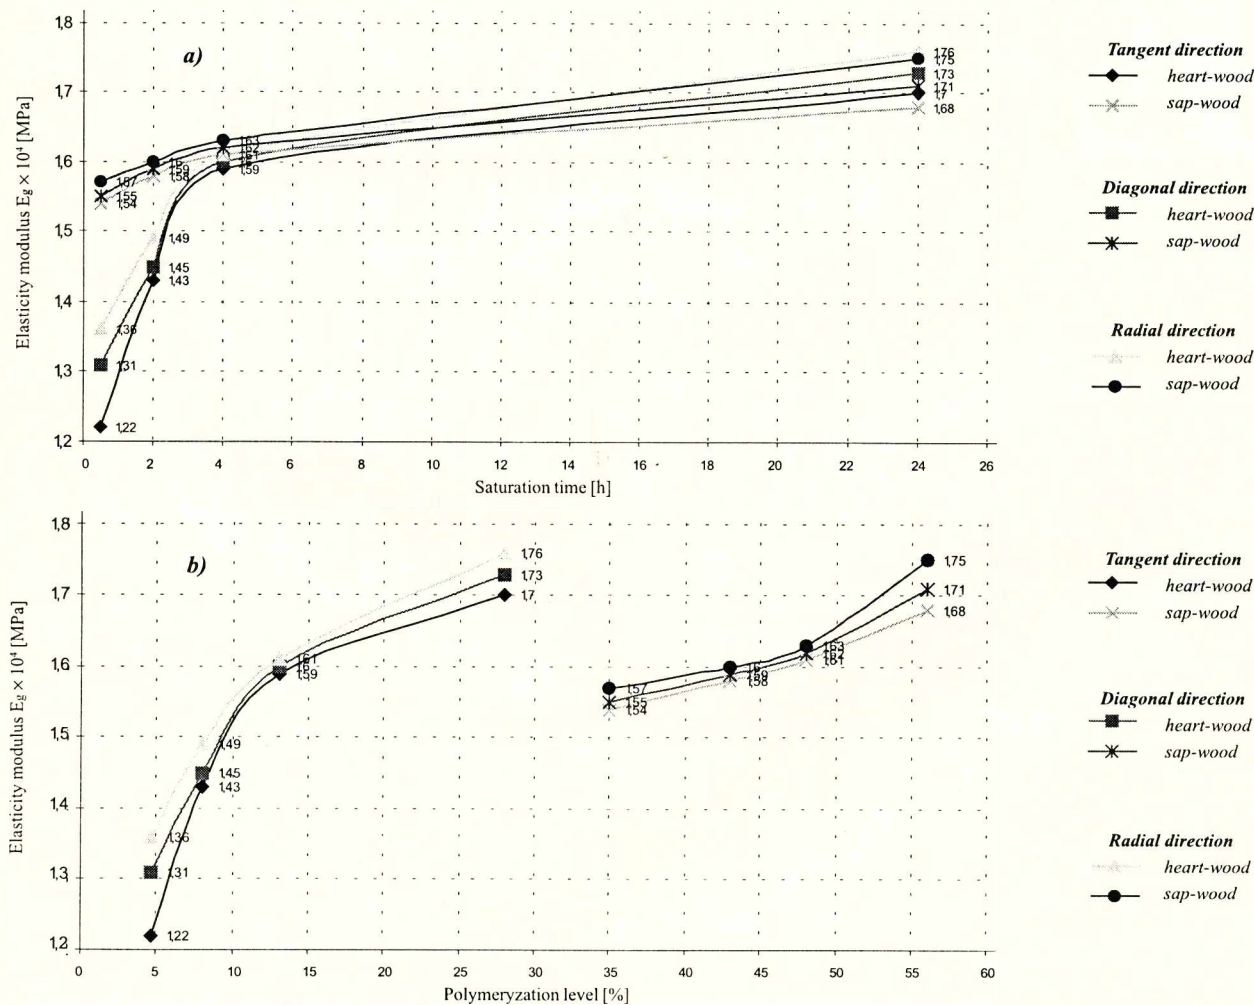 a)
Elasticity modulus Eg × 10⁴ [MPa]
1,8
1,7
1,6
1,5
1,4
1,3
1,2
1,57
1,55
1,54
1,36
1,31
1,22
1,6
1,59
1,58
1,49
1,45
1,43
1,63
1,62
1,61
1,59
1,76
1,75
1,73
1,71
1,7
1,68
0 2 4 6 8 10 12 14 16 18 20 22 24 26
Saturation time [h]
Tangent direction
heart-wood
sap-wood
Diagonal direction
heart-wood
sap-wood
Radial direction
heart-wood
sap-wood
b)
Elasticity modulus Eg × 10⁴ [MPa]
1,8
1,7
1,6
1,5
1,4
1,3
1,2
1,36
1,31
1,22
1,49
1,45
1,43
1,61
1,6
1,59
1,76
1,73
1,7
1,57
1,55
1,54
1,6
1,59
1,58
1,63
1,62
1,61
1,75
1,71
1,68
0 5 10 15 20 25 30 35 40 45 50 55 60
Polymeryzation level [%]
Tangent direction
heart-wood
sap-wood
Diagonal direction
heart-wood
sap-wood
Radial direction
heart-wood
sap-wood